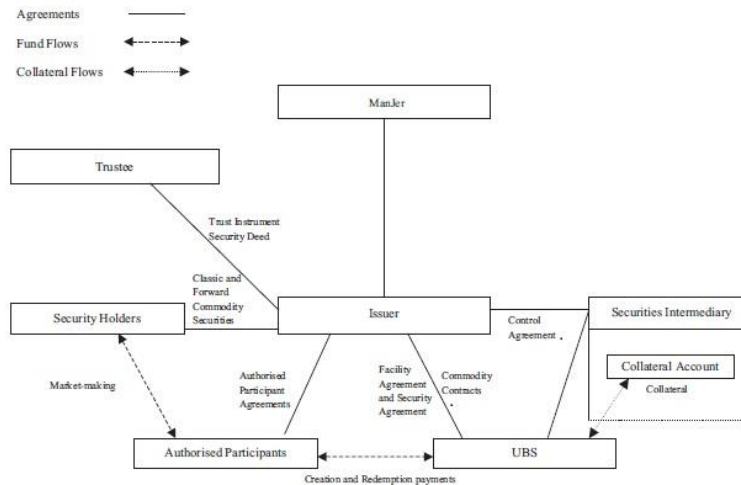 Agreements
Fund Flows
Collateral Flows
ManJer
Trustee
Trust Instrument
Security Deed
Classic and
Forward
Commodity
Securities
Security Holders
Issuer
Securities Intermediary
Control
Agreement
Collateral Account
Collateral
Market-making
Authorised
Participant
Agreements
Facility
Agreement
and Security
Agreement
Commodity
Contracts
Authorised Participants
UBS
Creation and Redemption payments